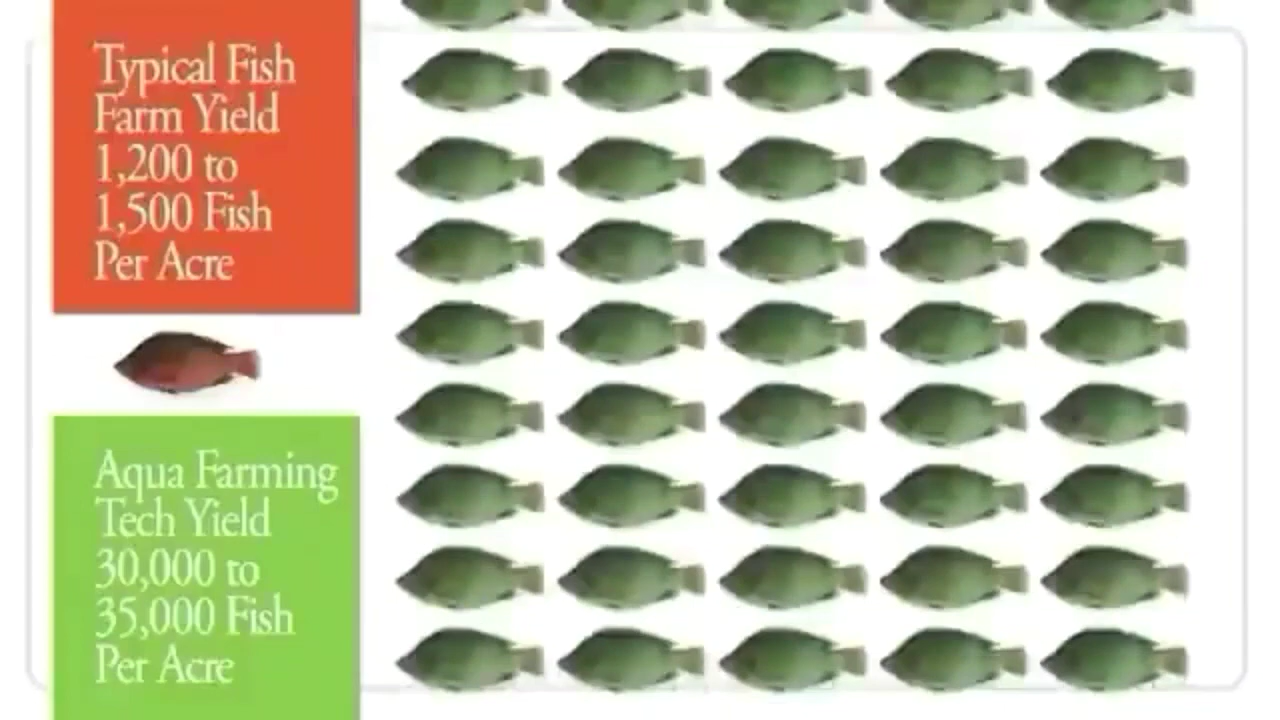 Typical Fish
Farm Yield
1,200 to
1,500 Fish
Per Acre
Aqua Farming
Tech Yield
30,000 to
35,000 Fish
Per Acre